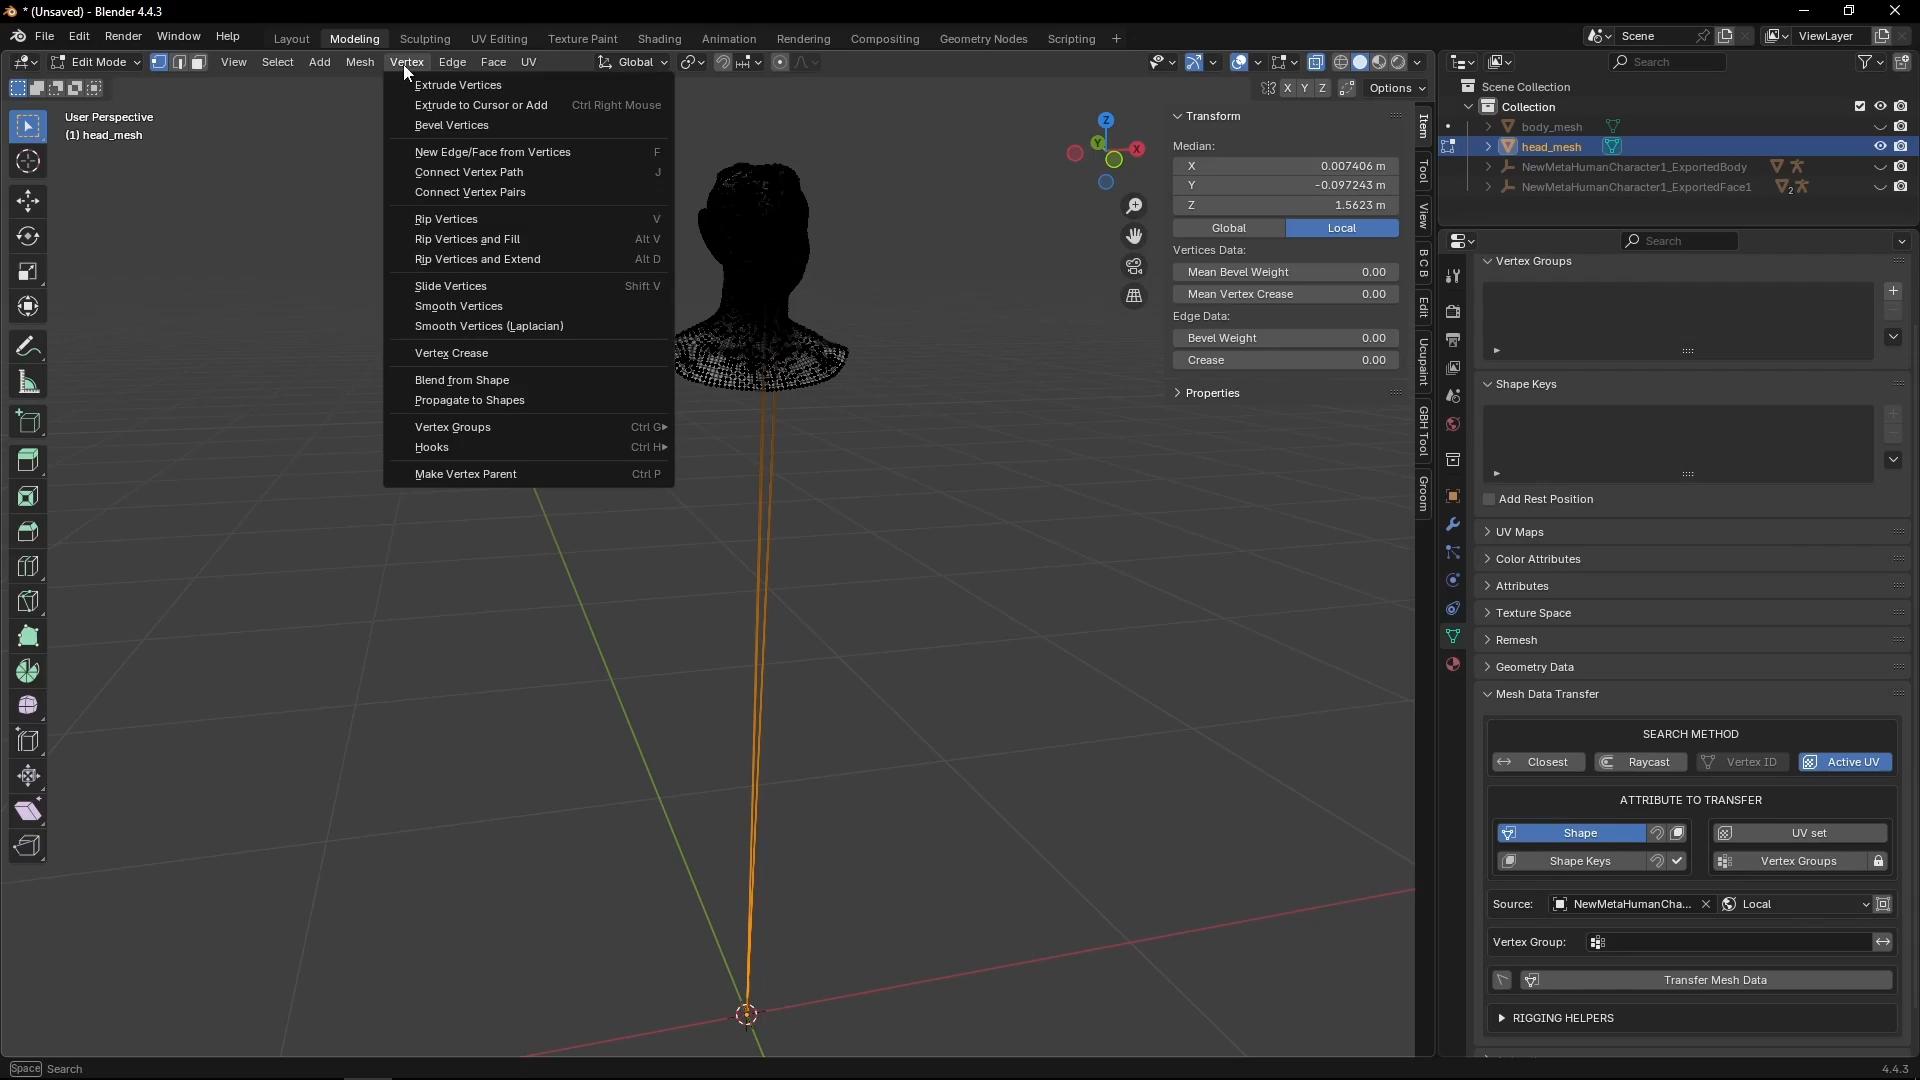 * (Unsaved) - Blender 4.4.3
File Edit Render Window Help
Layout Modeling Sculpting UV Editing Texture Paint Shading Animation Rendering Compositing Geometry Nodes Scripting +
Scene
ViewLayer
Edit Mode
View Select Add Mesh Vertex Edge Face UV
Global
Search
X Y Z Options
User Perspective
(1) head_mesh
Extrude Vertices
Extrude to Cursor or Add Ctrl Right Mouse
Bevel Vertices
New Edge/Face from Vertices F
Connect Vertex Path J
Connect Vertex Pairs
Rip Vertices V
Rip Vertices and Fill Alt V
Rip Vertices and Extend Alt D
Slide Vertices Shift V
Smooth Vertices
Smooth Vertices (Laplacian)
Vertex Crease
Blend from Shape
Propagate to Shapes
Vertex Groups Ctrl G
Hooks Ctrl H
Make Vertex Parent Ctrl P
Z
Y
X
Transform
Median:
X 0.007406 m
Y -0.097243 m
Z 1.5623 m
Global Local
Vertices Data:
Mean Bevel Weight 0.00
Mean Vertex Crease 0.00
Edge Data:
Bevel Weight 0.00
Crease 0.00
Properties
Item
Tool
View
B C B
Edit
Ucupaint
GBH Tool
Groom
Scene Collection
Collection
body_mesh
head_mesh
NewMetaHumanCharacter1_ExportedBody
NewMetaHumanCharacter1_ExportedFace1
2
Search
Vertex Groups
Shape Keys
Add Rest Position
UV Maps
Color Attributes
Attributes
Texture Space
Remesh
Geometry Data
Mesh Data Transfer
SEARCH METHOD
Closest Raycast Vertex ID Active UV
ATTRIBUTE TO TRANSFER
Shape UV set
Shape Keys Vertex Groups
Source: NewMetaHumanCha... Local
Vertex Group:
Transfer Mesh Data
RIGGING HELPERS
Space Search
4.4.3